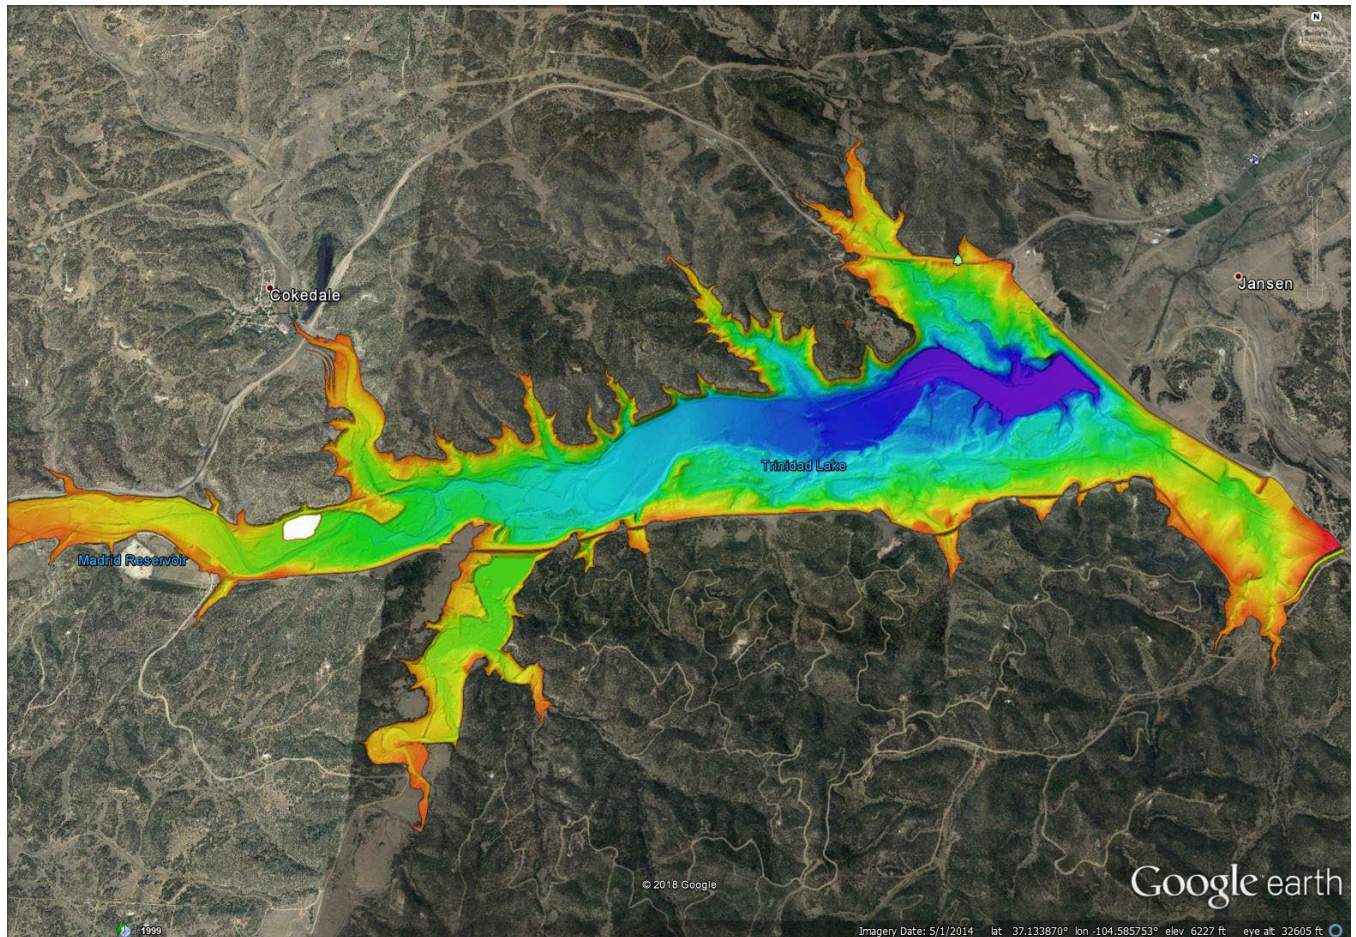 N
Cokedale
Jansen
Trinidad Lake
Madrid Reservoir
© 2018 Google
Google earth
1999
Imagery Date: 5/1/2014 lat 37.133870° lon -104.585753° elev 6227 ft eye alt 32605 ft